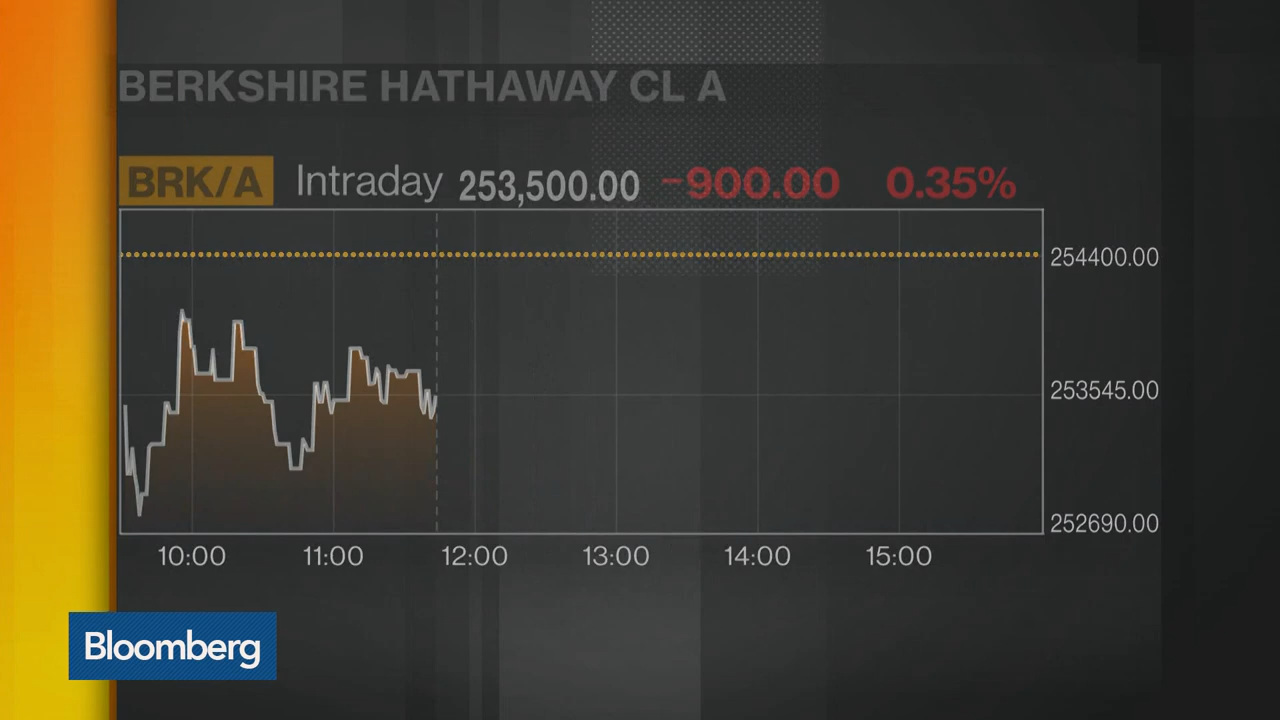 BERKSHIRE HATHAWAY CL A
BRK/A Intraday 253,500.00 -900.00 0.35%
254400.00
253545.00
252690.00
10:00 11:00 12:00 13:00 14:00 15:00
Bloomberg